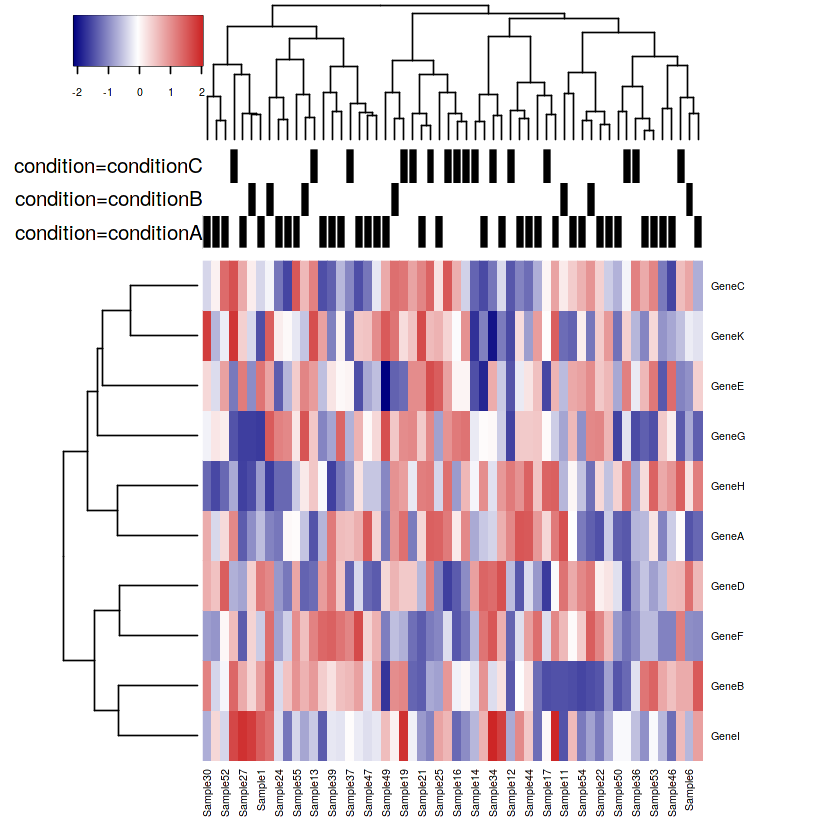 -2 -1 0 1 2
condition=conditionC
condition=conditionB
condition=conditionA
GeneC
GeneK
GeneE
GeneG
GeneH
GeneA
GeneD
GeneF
GeneB
GeneI
Sample30
Sample52
Sample27
Sample1
Sample24
Sample55
Sample13
Sample39
Sample37
Sample47
Sample49
Sample19
Sample21
Sample25
Sample16
Sample14
Sample34
Sample12
Sample44
Sample17
Sample11
Sample54
Sample22
Sample50
Sample36
Sample53
Sample46
Sample6